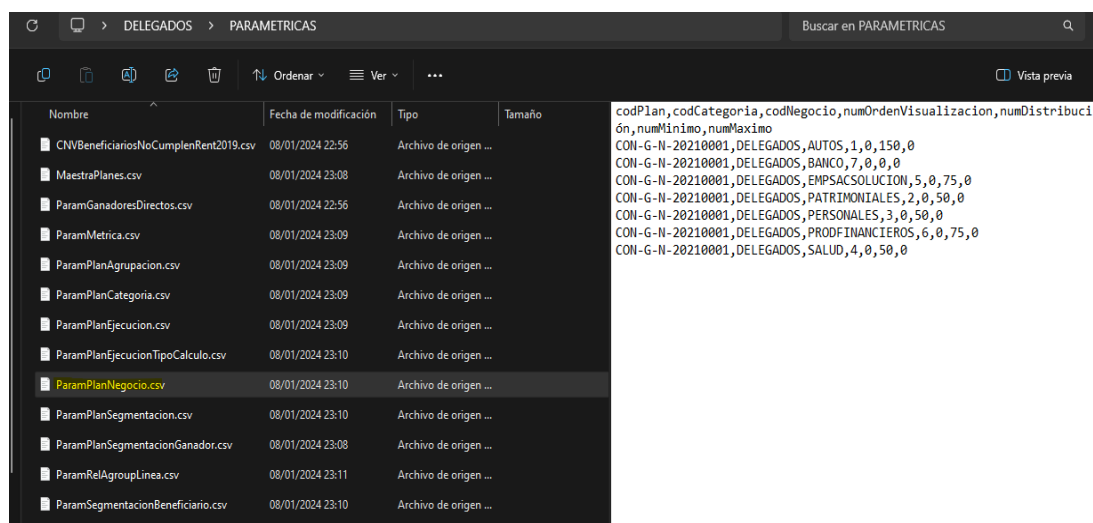 DELEGADOS > PARAMETRICAS
Buscar en PARAMETRICAS
Ordenar
Ver
Vista previa
Nombre Fecha de modificación Tipo Tamaño
CNVBeneficiariosNoCumplenRent2019.csv 08/01/2024 22:56 Archivo de origen ...
MaestraPlanes.csv 08/01/2024 23:08 Archivo de origen ...
ParamGanadoresDirectos.csv 08/01/2024 22:56 Archivo de origen ...
ParamMetrica.csv 08/01/2024 23:09 Archivo de origen ...
ParamPlanAgrupacion.csv 08/01/2024 23:09 Archivo de origen ...
ParamPlanCategoria.csv 08/01/2024 23:09 Archivo de origen ...
ParamPlanEjecucion.csv 08/01/2024 23:09 Archivo de origen ...
ParamPlanEjecucionTipoCalculo.csv 08/01/2024 23:10 Archivo de origen ...
ParamPlanNegocio.csv 08/01/2024 23:10 Archivo de origen ...
ParamPlanSegmentacion.csv 08/01/2024 23:10 Archivo de origen ...
ParamPlanSegmentacionGanador.csv 08/01/2024 23:08 Archivo de origen ...
ParamRelAgroupLinea.csv 08/01/2024 23:11 Archivo de origen ...
ParamSegmentacionBeneficiario.csv 08/01/2024 23:10 Archivo de origen ...
codPlan,codCategoria,codNegocio,numOrdenVisualizacion,numDistribuci
ón,numMinimo,numMaximo
CON-G-N-20210001,DELEGADOS,AUTOS,1,0,150,0
CON-G-N-20210001,DELEGADOS,BANCO,7,0,0,0
CON-G-N-20210001,DELEGADOS,EMPSACSOLUCION,5,0,75,0
CON-G-N-20210001,DELEGADOS,PATRIMONIALES,2,0,50,0
CON-G-N-20210001,DELEGADOS,PERSONALES,3,0,50,0
CON-G-N-20210001,DELEGADOS,PRODFINANCIEROS,6,0,75,0
CON-G-N-20210001,DELEGADOS,SALUD,4,0,50,0